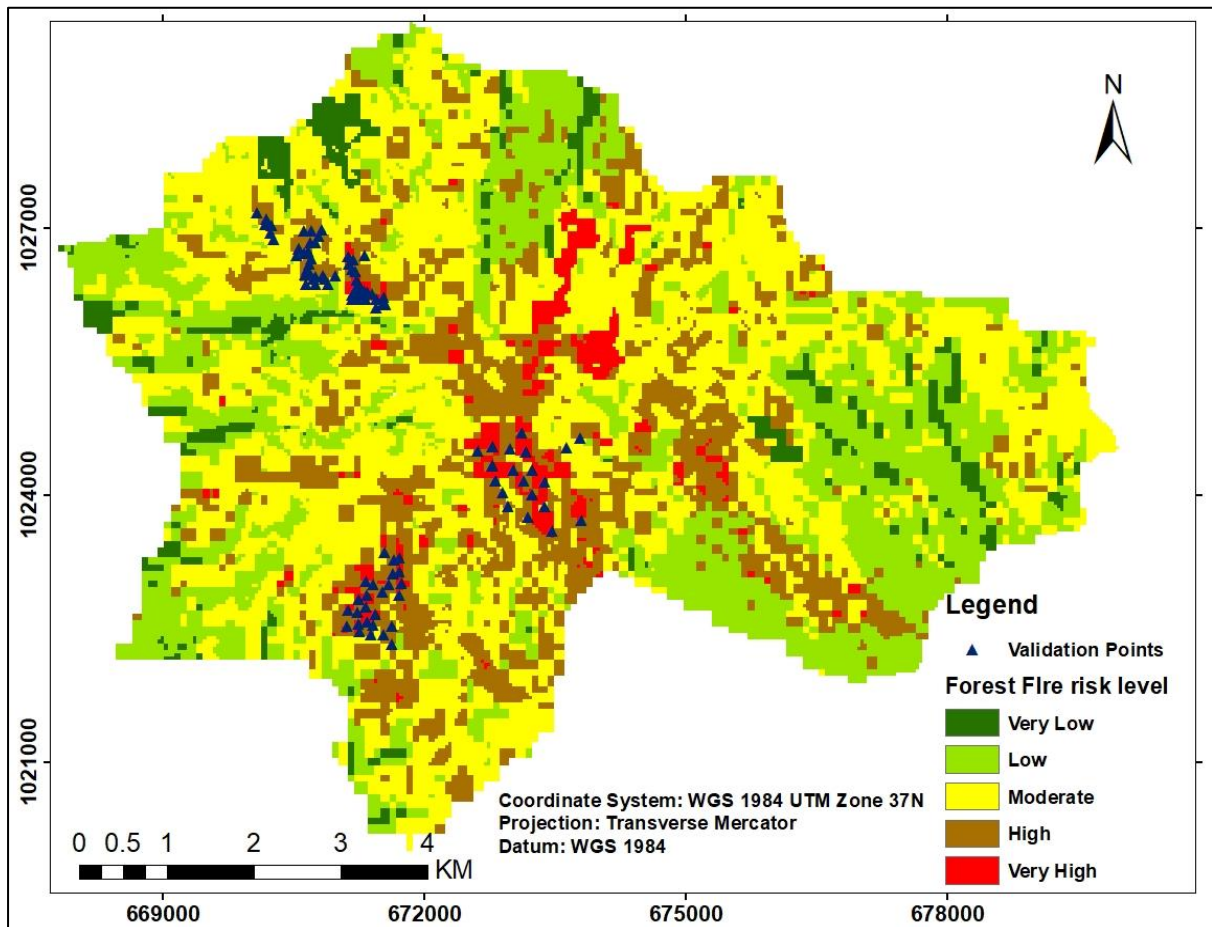 N
1027000
1024000
1021000
Legend
Validation Points
Forest FIre risk level
Very Low
Low
Moderate
High
Very High
Coordinate System: WGS 1984 UTM Zone 37N
Projection: Transverse Mercator
Datum: WGS 1984
0 0.5 1 2 3 4
KM
669000 672000 675000 678000